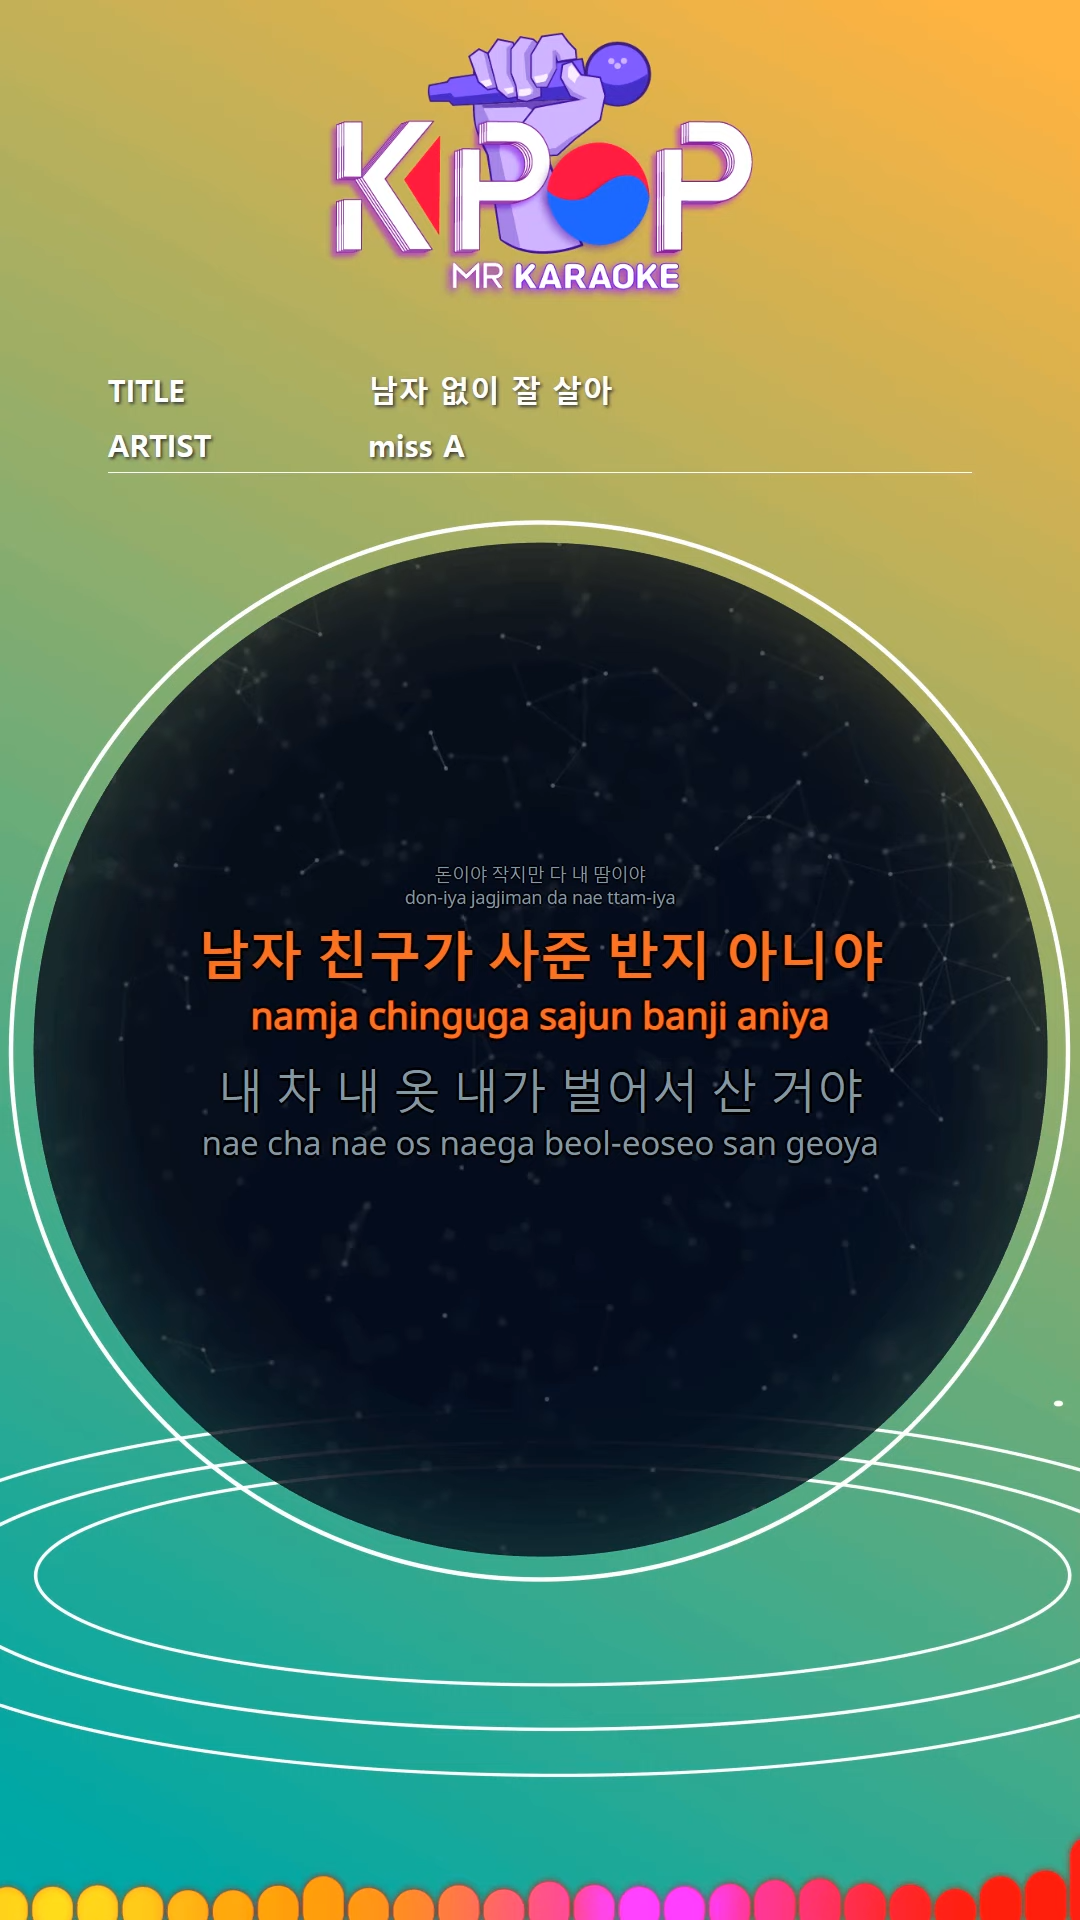 KPOP
MR KARAOKE
TITLE 남자 없이 잘 살아
ARTIST miss A
돈이야 작지만 다 내 땀이야
don-iya jagjiman da nae ttam-iya
남자 친구가 사준 반지 아니야
namja chinguga sajun banji aniya
내 차 내 옷 내가 벌어서 산 거야
nae cha nae os naega beol-eoseo san geoya